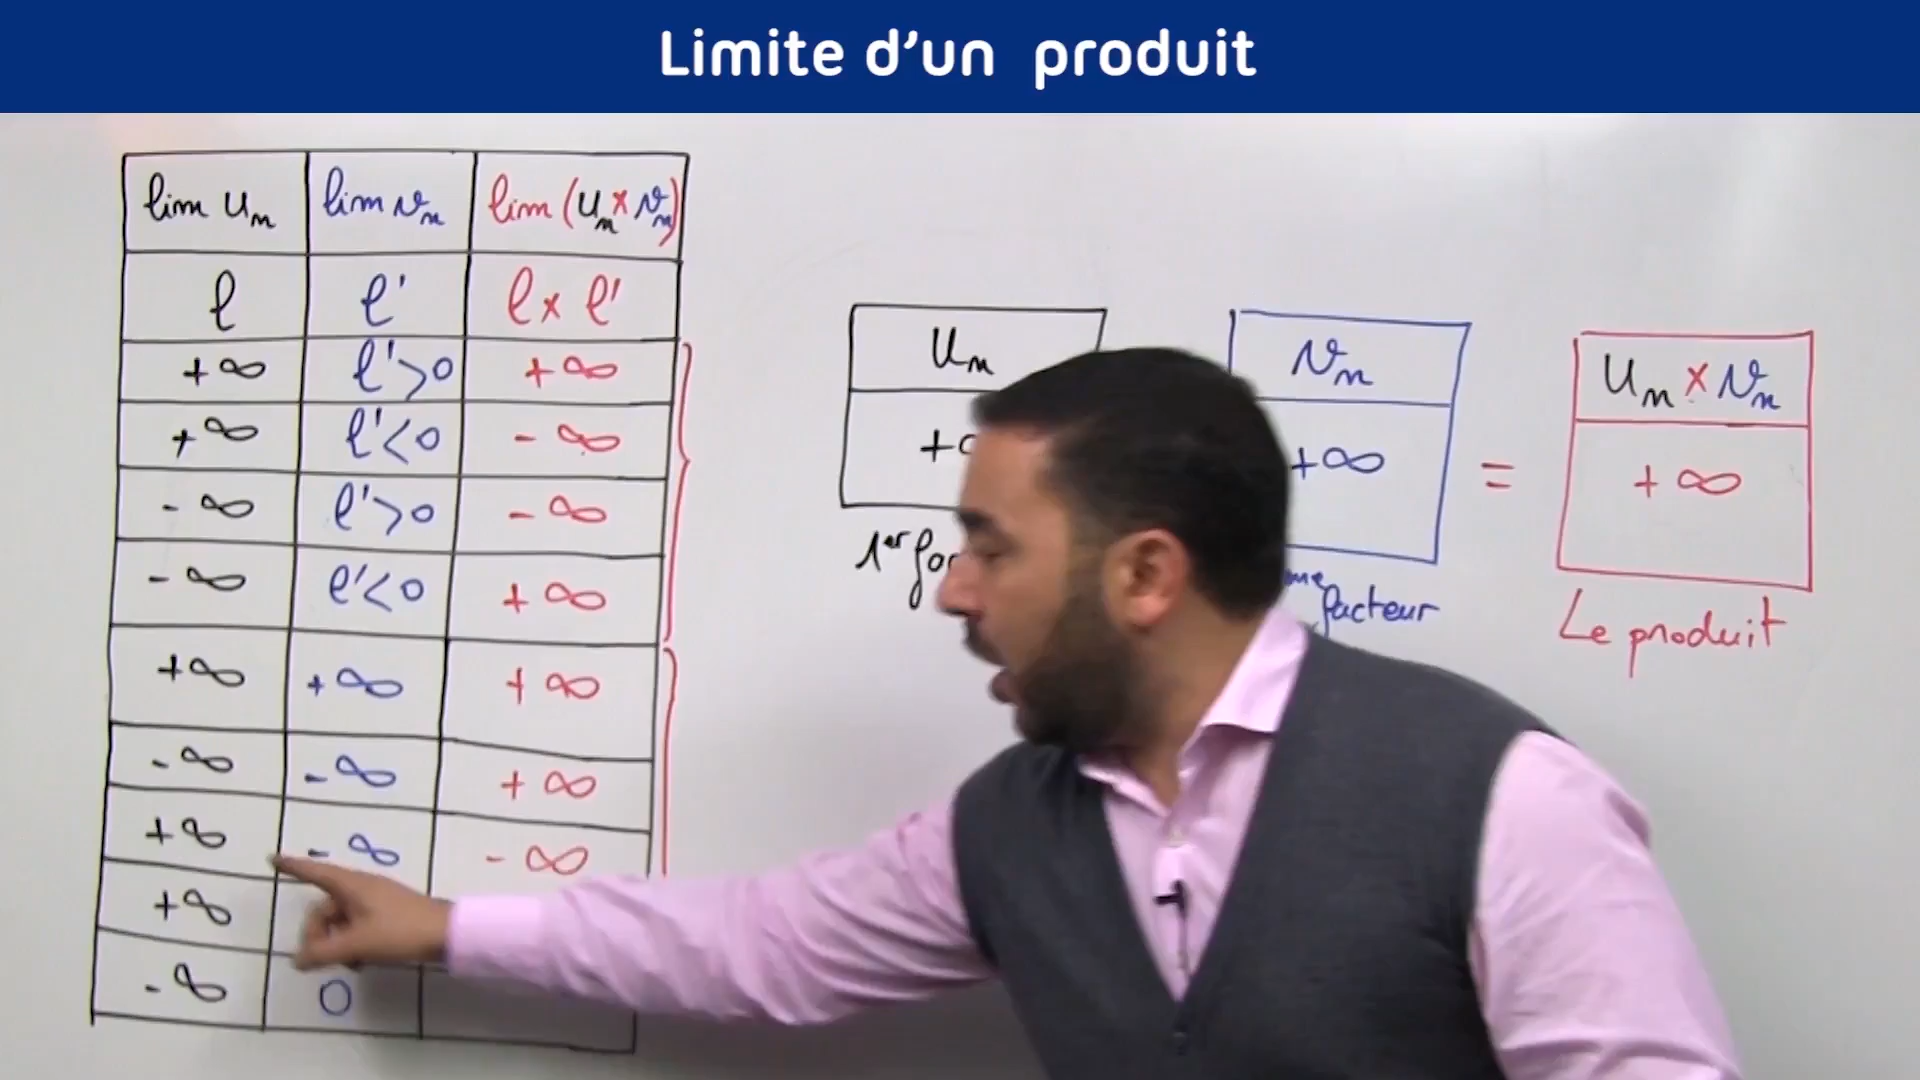 Limite d'un produit
lim un lim vn lim (un × vn)
ℓ ℓ' ℓ × ℓ'
+∞ ℓ'>0 +∞
+∞ ℓ'<0 -∞
-∞ ℓ'>0 -∞
-∞ ℓ'<0 +∞
+∞ +∞ +∞
-∞ -∞ +∞
+∞ -∞ -∞
+∞
-∞ 0
un
1er
vn
+∞
facteur
=
un × vn
+∞
Le produit